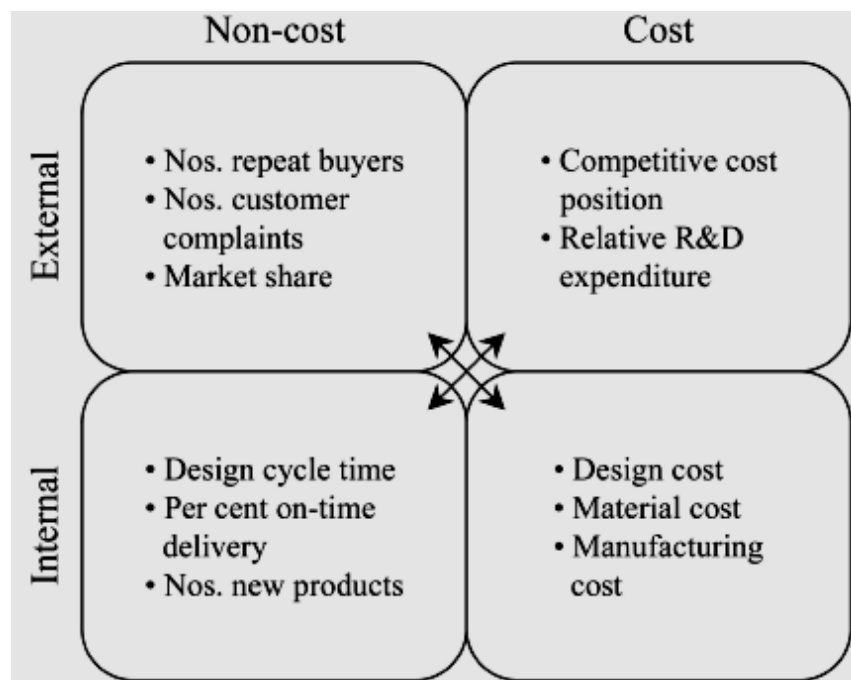 Non-cost
Cost
External
• Nos. repeat buyers
• Nos. customer
complaints
• Market share
• Competitive cost
position
• Relative R&D
expenditure
Internal
• Design cycle time
• Per cent on-time
delivery
• Nos. new products
• Design cost
• Material cost
• Manufacturing
cost